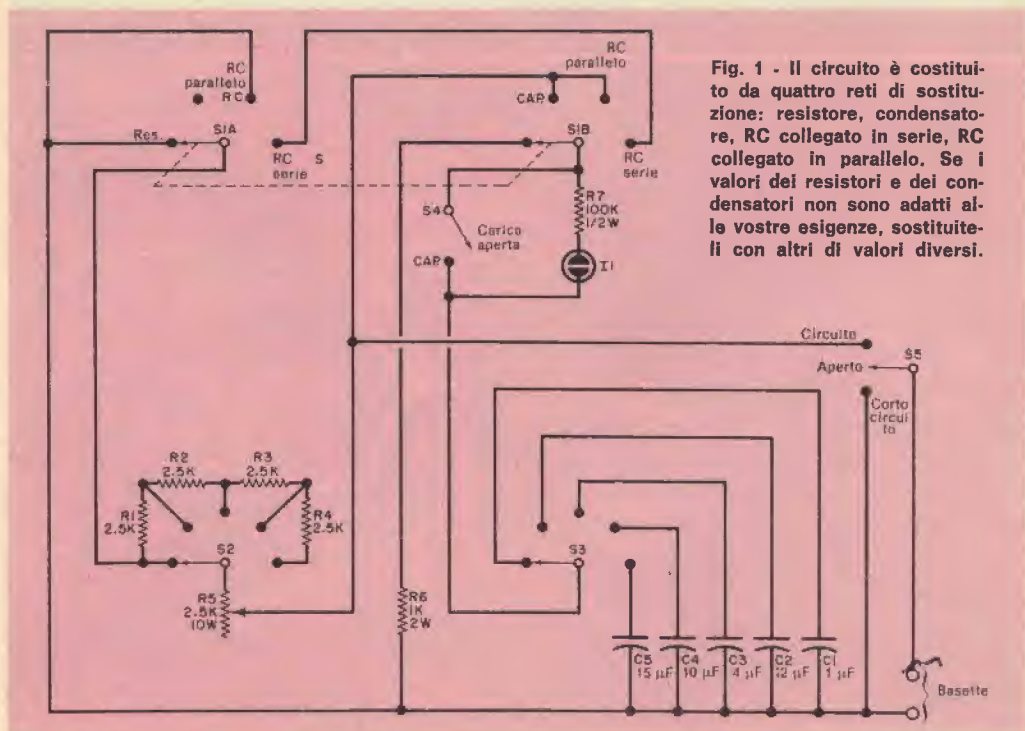 Fig. 1 - Il circuito è costitui-
to da quattro reti di sostitu-
zione: resistore, condensato-
re, RC collegato in serie, RC
collegato in parallelo. Se i
valori dei resistori e dei con-
densatori non sono adatti al-
le vostre esigenze, sostituite-
li con altri di valori diversi.
RC
parallelo
RC
Res.
S1A
RC S
serie
RC
parallelo
CAP.
S1B
RC
serie
S4
Carica
aperta
CAP.
R7
100K
1/2W
I1
Circuito
Aperto
S5
Corto
circui
to
R2
2.5K
R3
2.5K
R1
2.5K
R4
2.5K
S2
R5
2.5K
10W
R6
1K
2W
S3
C5
15 μF
C4
10 μF
C3
4 μF
C2
μF
C1
1 μF
Basette